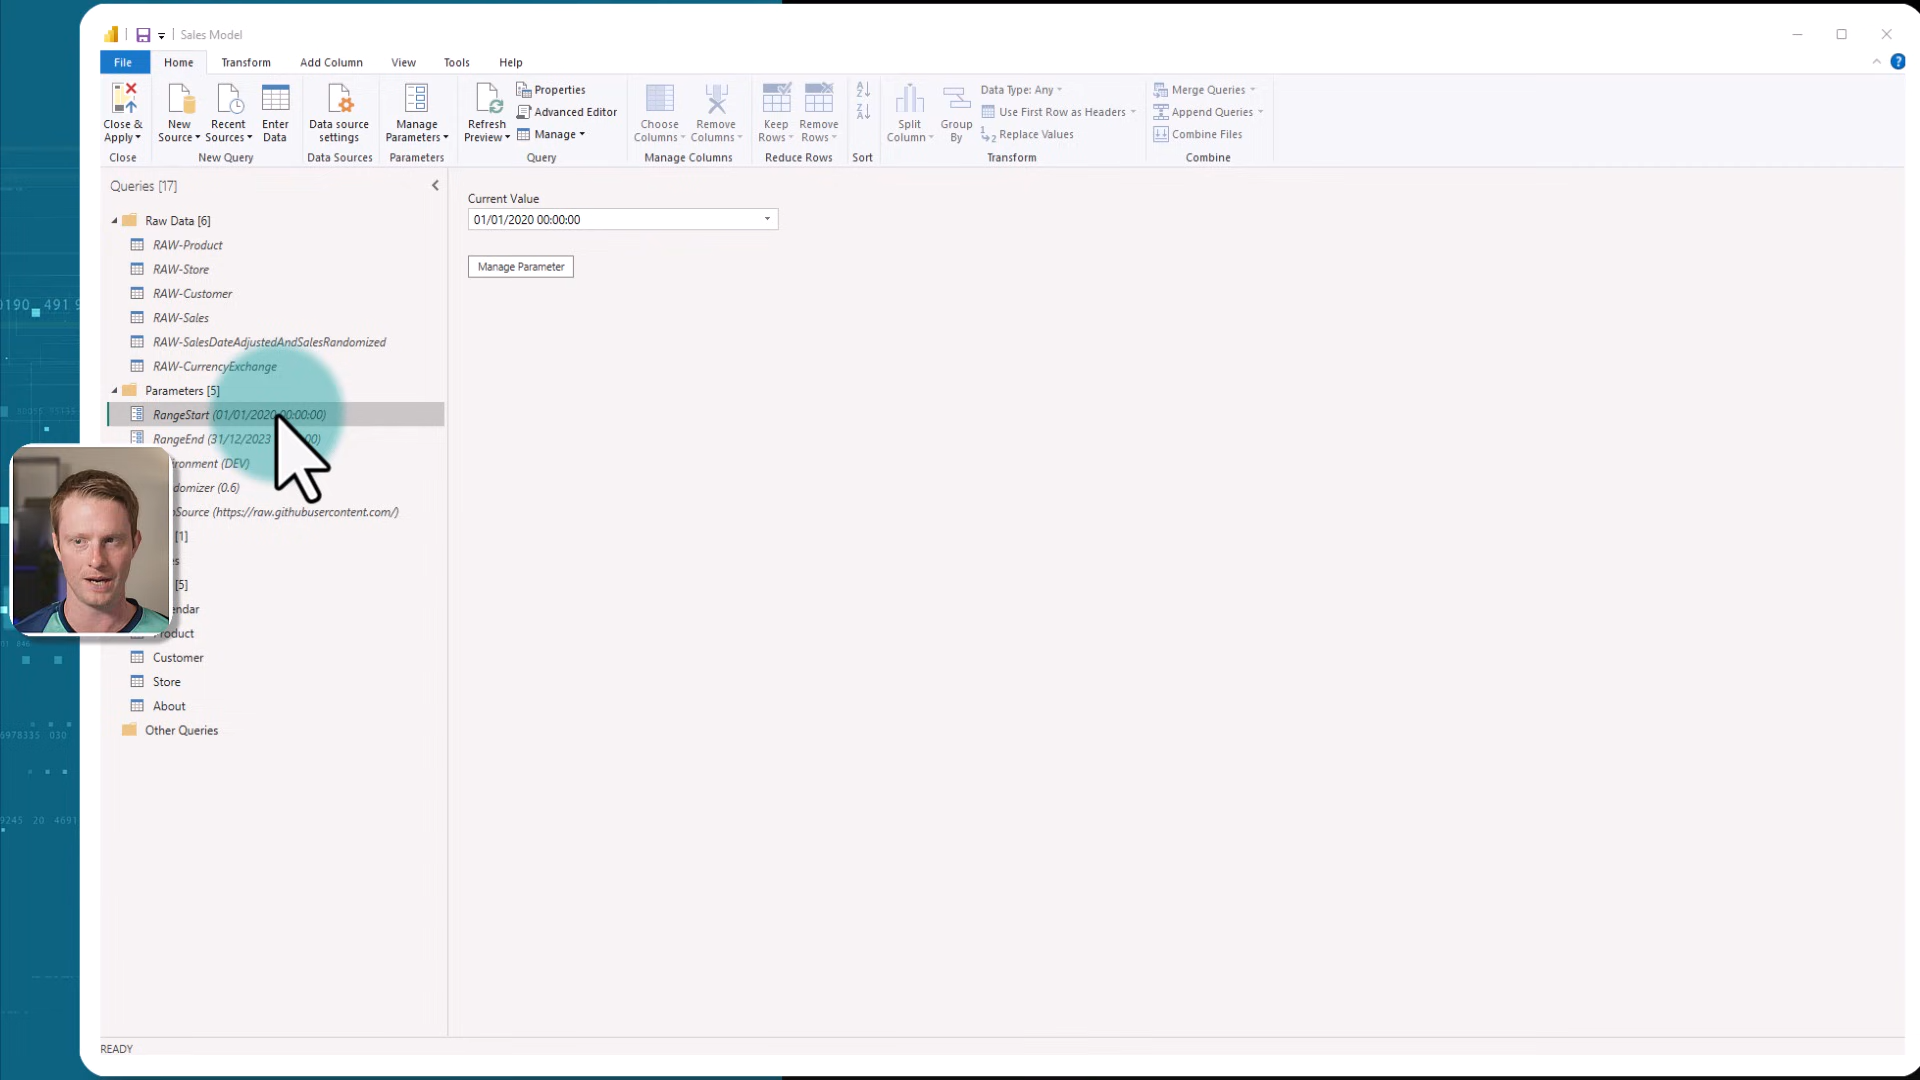 Sales Model
File Home Transform Add Column View Tools Help
Close & Apply
New Source
Recent Sources
Enter Data
Data source settings
Manage Parameters
Refresh Preview
Properties
Advanced Editor
Manage
Choose Columns
Remove Columns
Keep Rows
Remove Rows
Split Column
Group By
Data Type: Any
Use First Row as Headers
Replace Values
Merge Queries
Append Queries
Combine Files
Close New Query Data Sources Parameters Query Manage Columns Reduce Rows Sort Transform Combine
Queries [17]
Raw Data [6]
RAW-Product
RAW-Store
RAW-Customer
RAW-Sales
RAW-SalesDateAdjustedAndSalesRandomized
RAW-CurrencyExchange
Parameters [5]
RangeStart (01/01/2020 00:00:00)
RangeEnd (31/12/2023
(DEV)
(0.6)
(https://raw.githubusercontent.com/)
[1]
[5]
Product
Customer
Store
About
Other Queries
Current Value
01/01/2020 00:00:00
Manage Parameter
READY